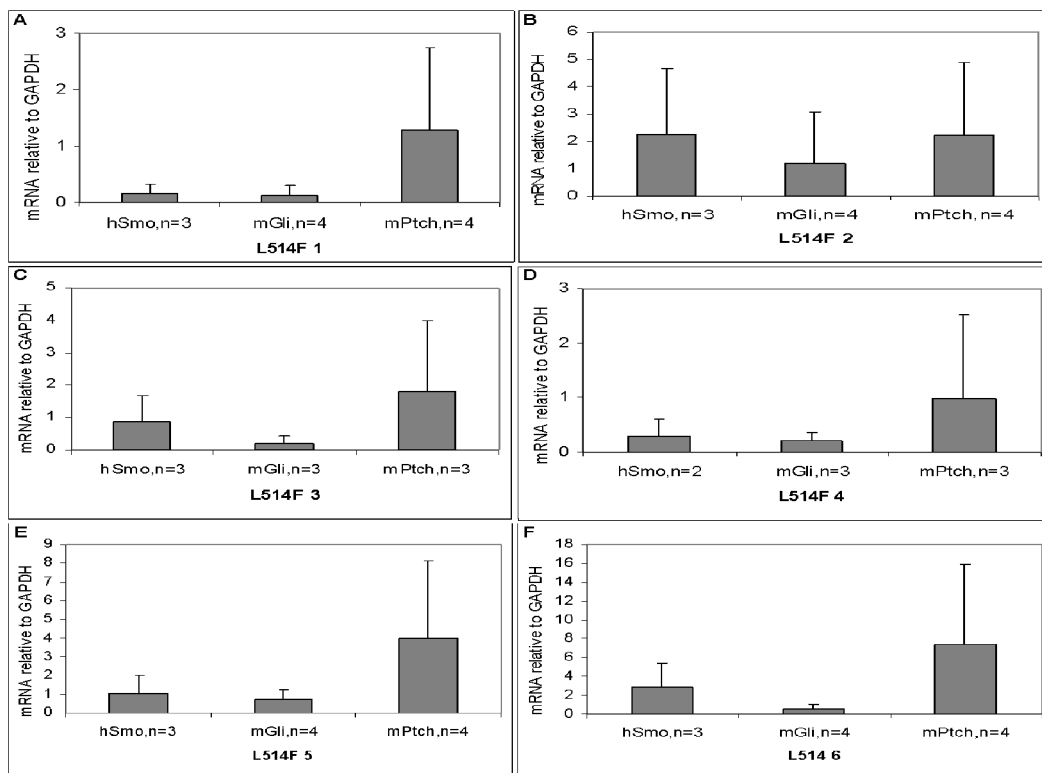 A
mRNA relative to GAPDH
3
2
1
0
hSmo,n=3 mGli,n=4 mPtch,n=4
L514F 1
B
mRNA relative to GAPDH
6
5
4
3
2
1
0
hSmo,n=3 mGli,n=4 mPtch,n=4
L514F 2
C
mRNA relative to GAPDH
5
4
3
2
1
0
hSmo,n=3 mGli,n=3 mPtch,n=3
L514F 3
D
mRNA relative to GAPDH
3
2
1
0
hSmo,n=2 mGli,n=3 mPtch,n=3
L514F 4
E
mRNA relative to GAPDH
9
8
7
6
5
4
3
2
1
0
hSmo,n=3 mGli,n=4 mPtch,n=4
L514F 5
F
mRNA relative to GAPDH
18
16
14
12
10
8
6
4
2
0
hSmo,n=3 mGli,n=4 mPtch,n=4
L514 6